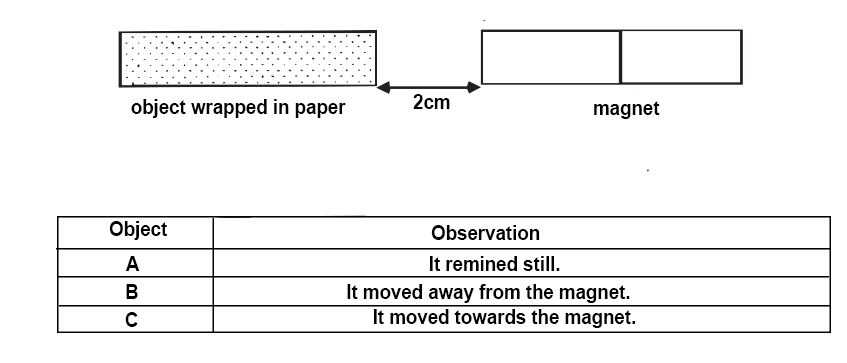 object wrapped in paper
2cm
magnet
Object Observation
A It remined still.
B It moved away from the magnet.
C It moved towards the magnet.